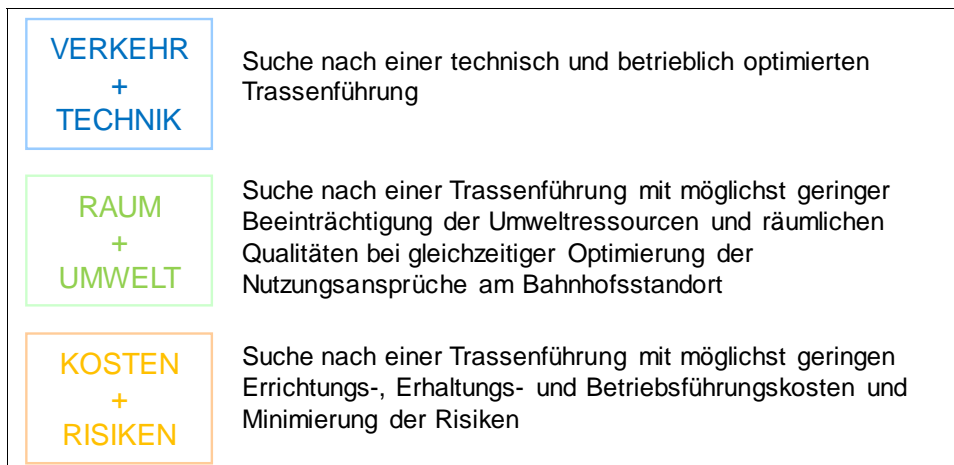 VERKEHR
+
TECHNIK
Suche nach einer technisch und betrieblich optimierten
Trassenführung
RAUM
+
UMWELT
Suche nach einer Trassenführung mit möglichst geringer
Beeinträchtigung der Umweltressourcen und räumlichen
Qualitäten bei gleichzeitiger Optimierung der
Nutzungsansprüche am Bahnhofsstandort
KOSTEN
+
RISIKEN
Suche nach einer Trassenführung mit möglichst geringen
Errichtungs-, Erhaltungs- und Betriebsführungskosten und
Minimierung der Risiken